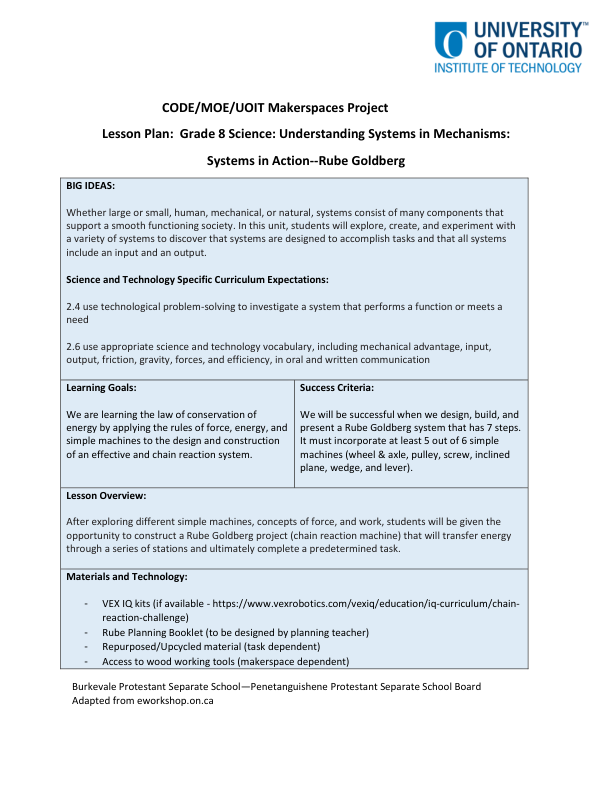 UNIVERSITY™
OF ONTARIO
INSTITUTE OF TECHNOLOGY
CODE/MOE/UOIT Makerspaces Project
Lesson Plan:  Grade 8 Science: Understanding Systems in Mechanisms:
Systems in Action--Rube Goldberg
BIG IDEAS:
Whether large or small, human, mechanical, or natural, systems consist of many components that
support a smooth functioning society. In this unit, students will explore, create, and experiment with
a variety of systems to discover that systems are designed to accomplish tasks and that all systems
include an input and an output.
Science and Technology Specific Curriculum Expectations:
2.4 use technological problem-solving to investigate a system that performs a function or meets a
need
2.6 use appropriate science and technology vocabulary, including mechanical advantage, input,
output, friction, gravity, forces, and efficiency, in oral and written communication
Learning Goals:
We are learning the law of conservation of
energy by applying the rules of force, energy, and
simple machines to the design and construction
of an effective and chain reaction system.
Success Criteria:
We will be successful when we design, build, and
present a Rube Goldberg system that has 7 steps.
It must incorporate at least 5 out of 6 simple
machines (wheel & axle, pulley, screw, inclined
plane, wedge, and lever).
Lesson Overview:
After exploring different simple machines, concepts of force, and work, students will be given the
opportunity to construct a Rube Goldberg project (chain reaction machine) that will transfer energy
through a series of stations and ultimately complete a predetermined task.
Materials and Technology:
- VEX IQ kits (if available - https://www.vexrobotics.com/vexiq/education/iq-curriculum/chain-
reaction-challenge)
- Rube Planning Booklet (to be designed by planning teacher)
- Repurposed/Upcycled material (task dependent)
- Access to wood working tools (makerspace dependent)
Burkevale Protestant Separate School—Penetanguishene Protestant Separate School Board
Adapted from eworkshop.on.ca